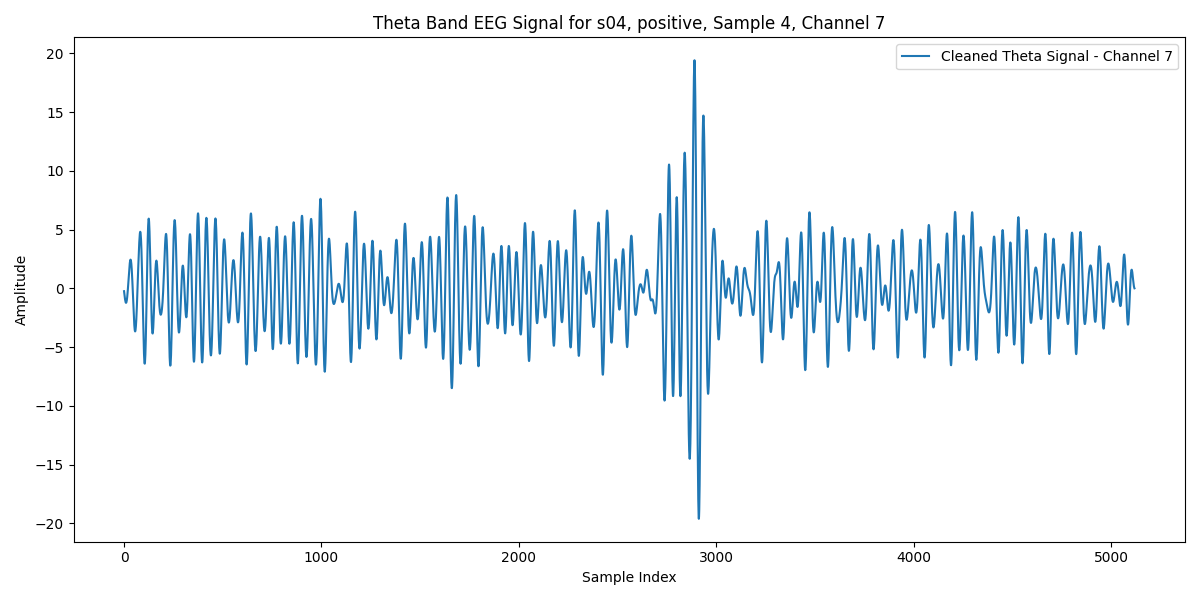 Theta Band EEG Signal for s04, positive, Sample 4, Channel 7
Cleaned Theta Signal - Channel 7
20
15
10
5
0
−5
−10
−15
−20
Amplitude
0 1000 2000 3000 4000 5000
Sample Index